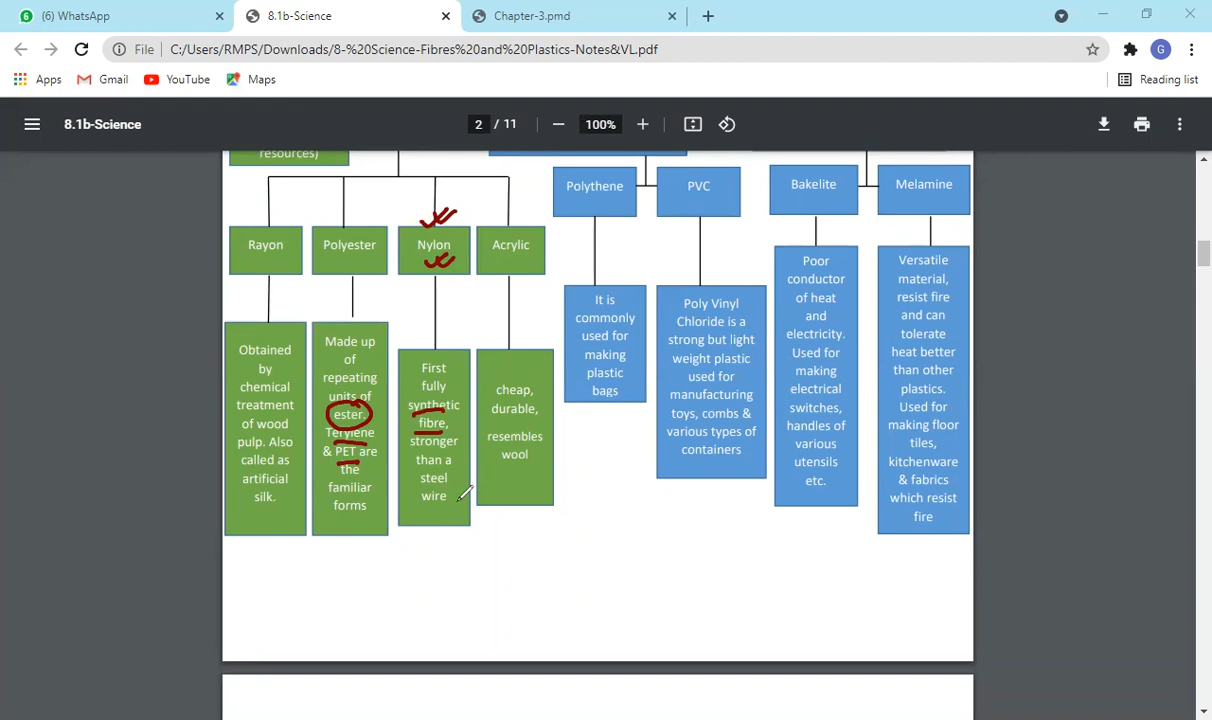 6
(6) WhatsApp
8.1b-Science
Chapter-3.pmd
File
C:/Users/RMPS/Downloads/8-%20Science-Fibres%20and%20Plastics-Notes&VL.pdf
G
Apps
Gmail
YouTube
Maps
Reading list
8.1b-Science
2 / 11
100%
resources)
Rayon
Polyester
Nylon
Acrylic
Polythene
PVC
Bakelite
Melamine
Obtained
by
chemical
treatment
of wood
pulp. Also
called as
artificial
silk.
Made up
of
repeating
units of
ester.
Terylene
& PET are
the
familiar
forms
First
fully
synthetic
fibre,
stronger
than a
steel
wire
cheap,
durable,
resembles
wool
It is
commonly
used for
making
plastic
bags
Poly Vinyl
Chloride is a
strong but light
weight plastic
used for
manufacturing
toys, combs &
various types of
containers
Poor
conductor
of heat
and
electricity.
Used for
making
electrical
switches,
handles of
various
utensils
etc.
Versatile
material,
resist fire
and can
tolerate
heat better
than other
plastics.
Used for
making floor
tiles,
kitchenware
& fabrics
which resist
fire